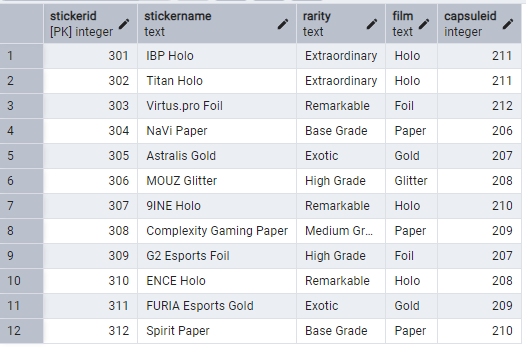 stickerid stickername rarity film capsuleid
[PK] integer text text text integer
1 301 IBP Holo Extraordinary Holo 211
2 302 Titan Holo Extraordinary Holo 211
3 303 Virtus.pro Foil Remarkable Foil 212
4 304 NaVi Paper Base Grade Paper 206
5 305 Astralis Gold Exotic Gold 207
6 306 MOUZ Glitter High Grade Glitter 208
7 307 9INE Holo Remarkable Holo 210
8 308 Complexity Gaming Paper Medium Gr... Paper 209
9 309 G2 Esports Foil High Grade Foil 207
10 310 ENCE Holo Remarkable Holo 208
11 311 FURIA Esports Gold Exotic Gold 209
12 312 Spirit Paper Base Grade Paper 210